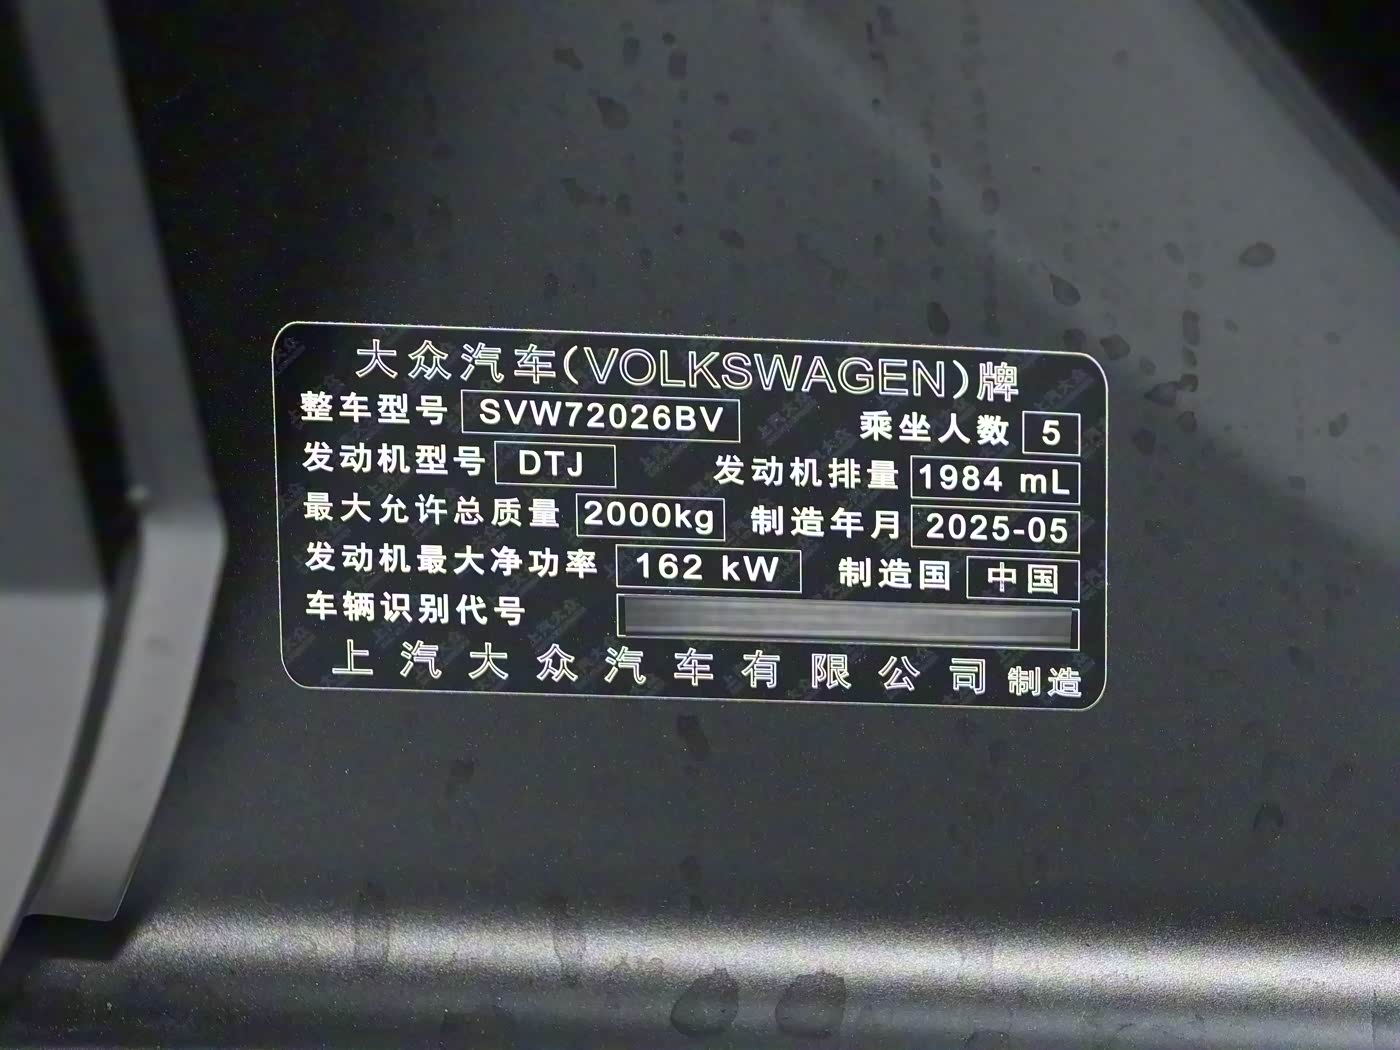 大众汽车(VOLKSWAGEN)牌
整车型号 SVW72026BV 乘坐人数 5
发动机型号 DTJ 发动机排量 1984 mL
最大允许总质量 2000kg 制造年月 2025-05
发动机最大净功率 162 kW 制造国 中国
车辆识别代号
上汽大众汽车有限公司 制造